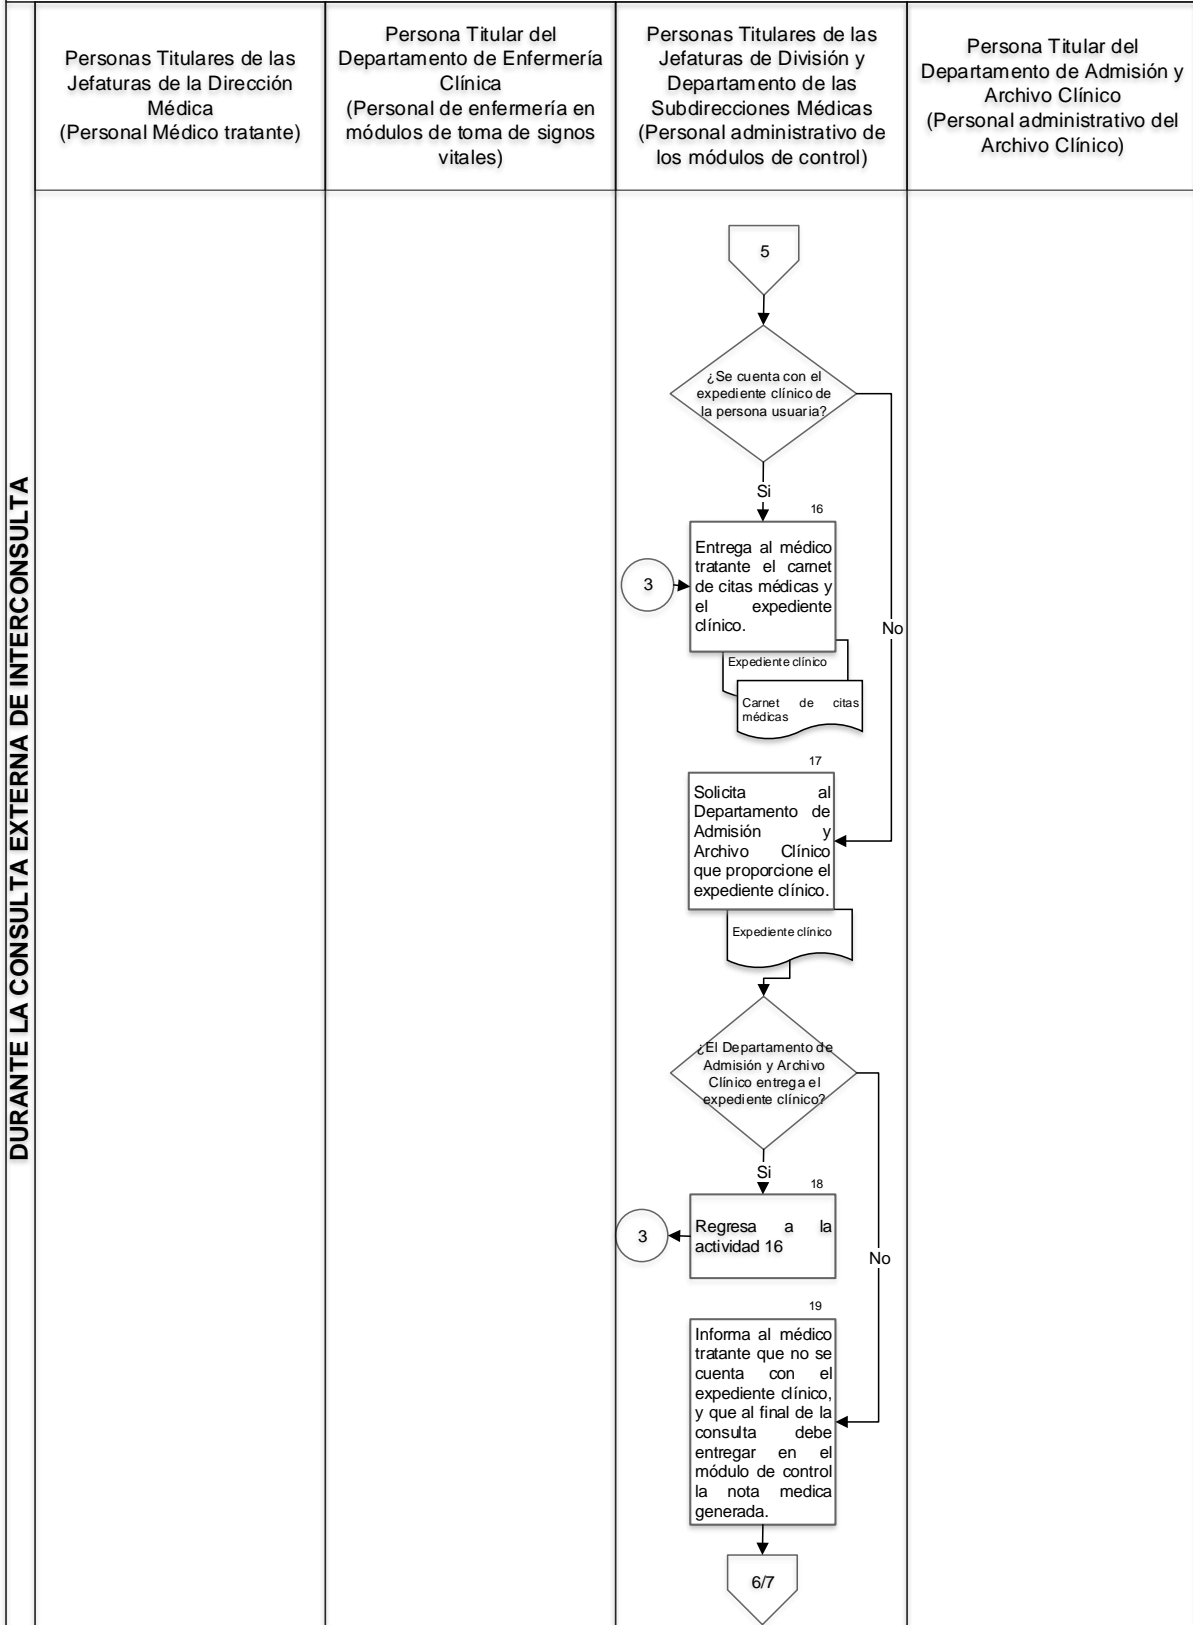 DURANTE LA CONSULTA EXTERNA DE INTERCONSULTA
Personas Titulares de las
Jefaturas de la Dirección
Médica
(Personal Médico tratante)
Persona Titular del
Departamento de Enfermería
Clínica
(Personal de enfermería en
módulos de toma de signos
vitales)
Personas Titulares de las
Jefaturas de División y
Departamento de las
Subdirecciones Médicas
(Personal administrativo de
los módulos de control)
Persona Titular del
Departamento de Admisión y
Archivo Clínico
(Personal administrativo del
Archivo Clínico)
5
¿Se cuenta con el
expediente clínico de
la persona usuaria?
Si
No
16
3
Entrega al médico
tratante el carnet
de citas médicas y
el expediente
clínico.
Expediente clínico
Carnet de citas
médicas
17
Solicita al
Departamento de
Admisión y
Archivo Clínico
que proporcione el
expediente clínico.
Expediente clínico
¿El Departamento de
Admisión y Archivo
Clínico entrega el
expediente clínico?
Si
No
18
3
Regresa a la
actividad 16
19
Informa al médico
tratante que no se
cuenta con el
expediente clínico,
y que al final de la
consulta debe
entregar en el
módulo de control
la nota medica
generada.
6/7